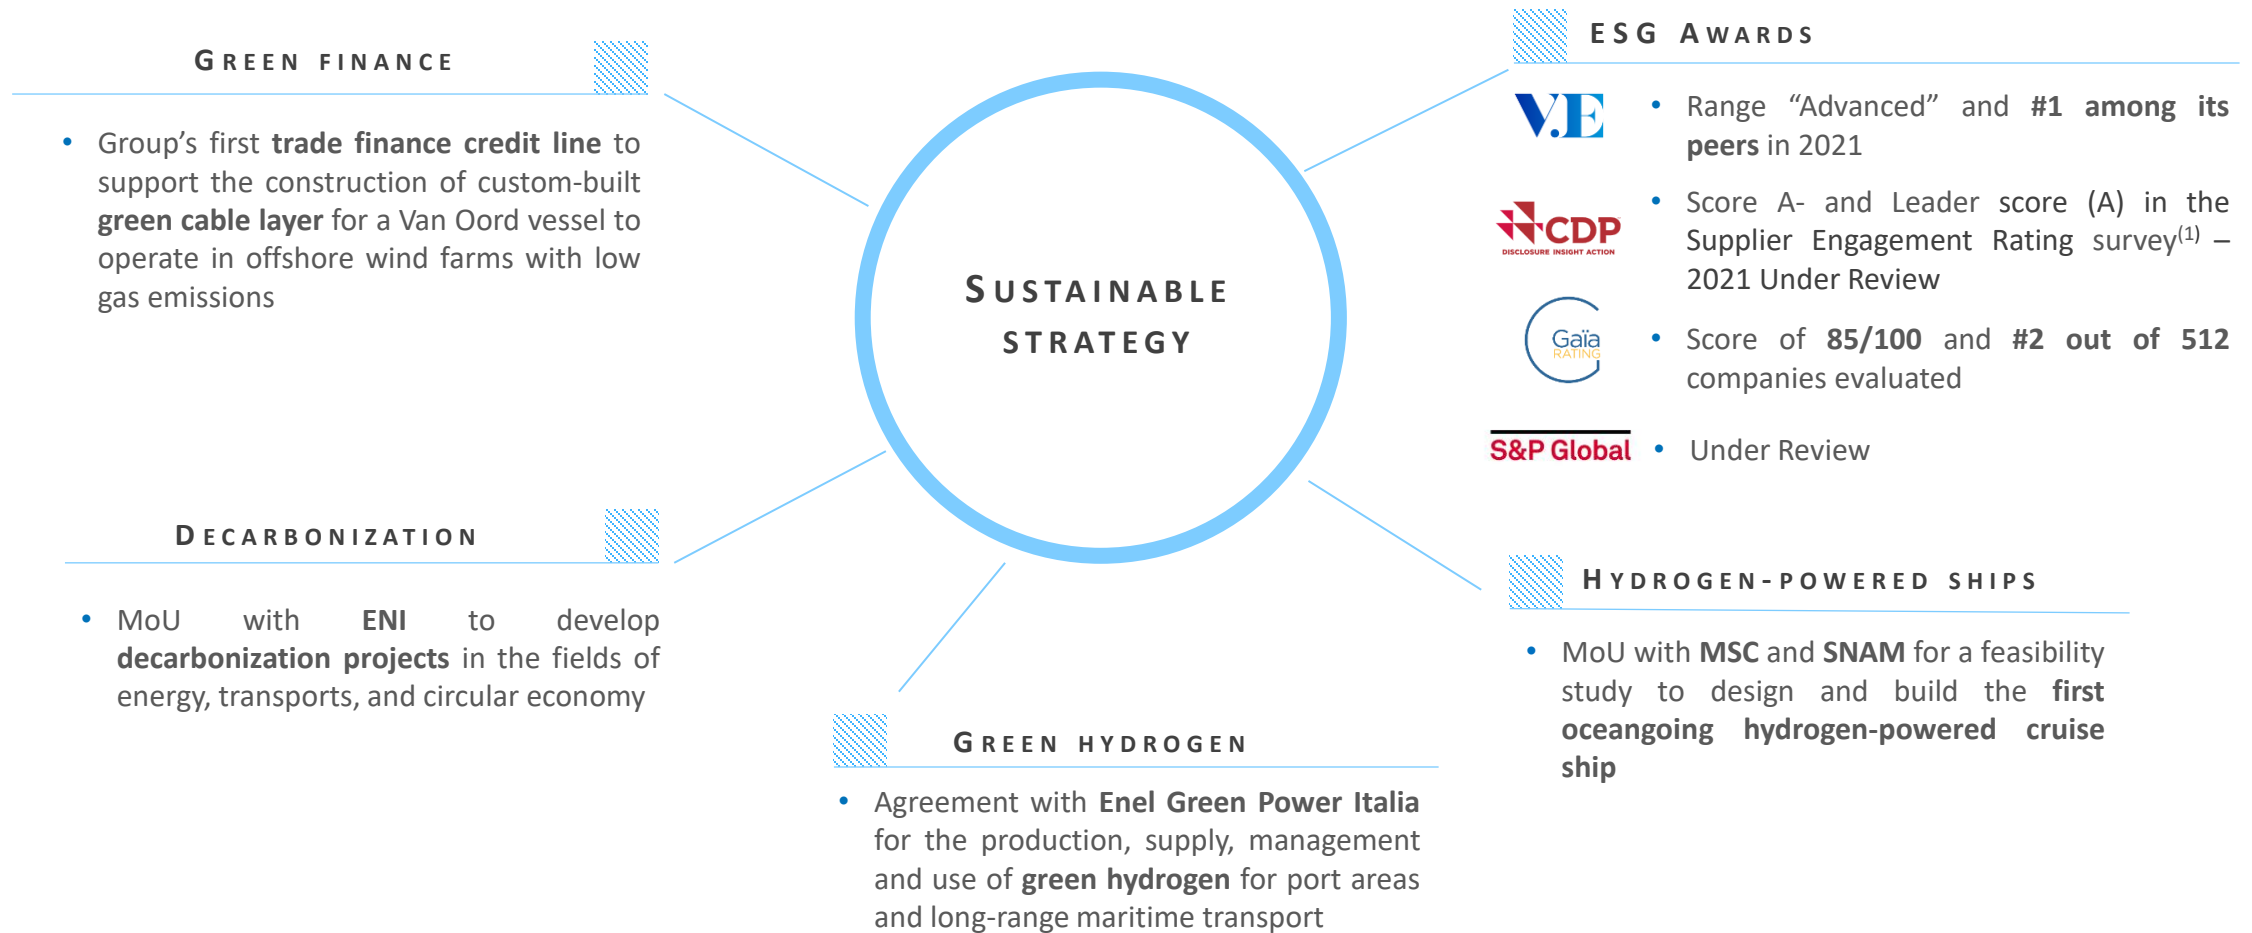 GREEN FINANCE
• Group’s first trade finance credit line to
support the construction of custom-built
green cable layer for a Van Oord vessel to
operate in offshore wind farms with low
gas emissions
DECARBONIZATION
• MoU with ENI to develop
decarbonization projects in the fields of
energy, transports, and circular economy
SUSTAINABLE
STRATEGY
GREEN HYDROGEN
• Agreement with Enel Green Power Italia
for the production, supply, management
and use of green hydrogen for port areas
and long-range maritime transport
ESG AWARDS
V.E
• Range “Advanced” and #1 among its
peers in 2021
CDP
DISCLOSURE INSIGHT ACTION
• Score A- and Leader score (A) in the
Supplier Engagement Rating survey(1) –
2021 Under Review
Gaïa
RATING
• Score of 85/100 and #2 out of 512
companies evaluated
S&P Global
• Under Review
HYDROGEN-POWERED SHIPS
• MoU with MSC and SNAM for a feasibility
study to design and build the first
oceangoing hydrogen-powered cruise
ship